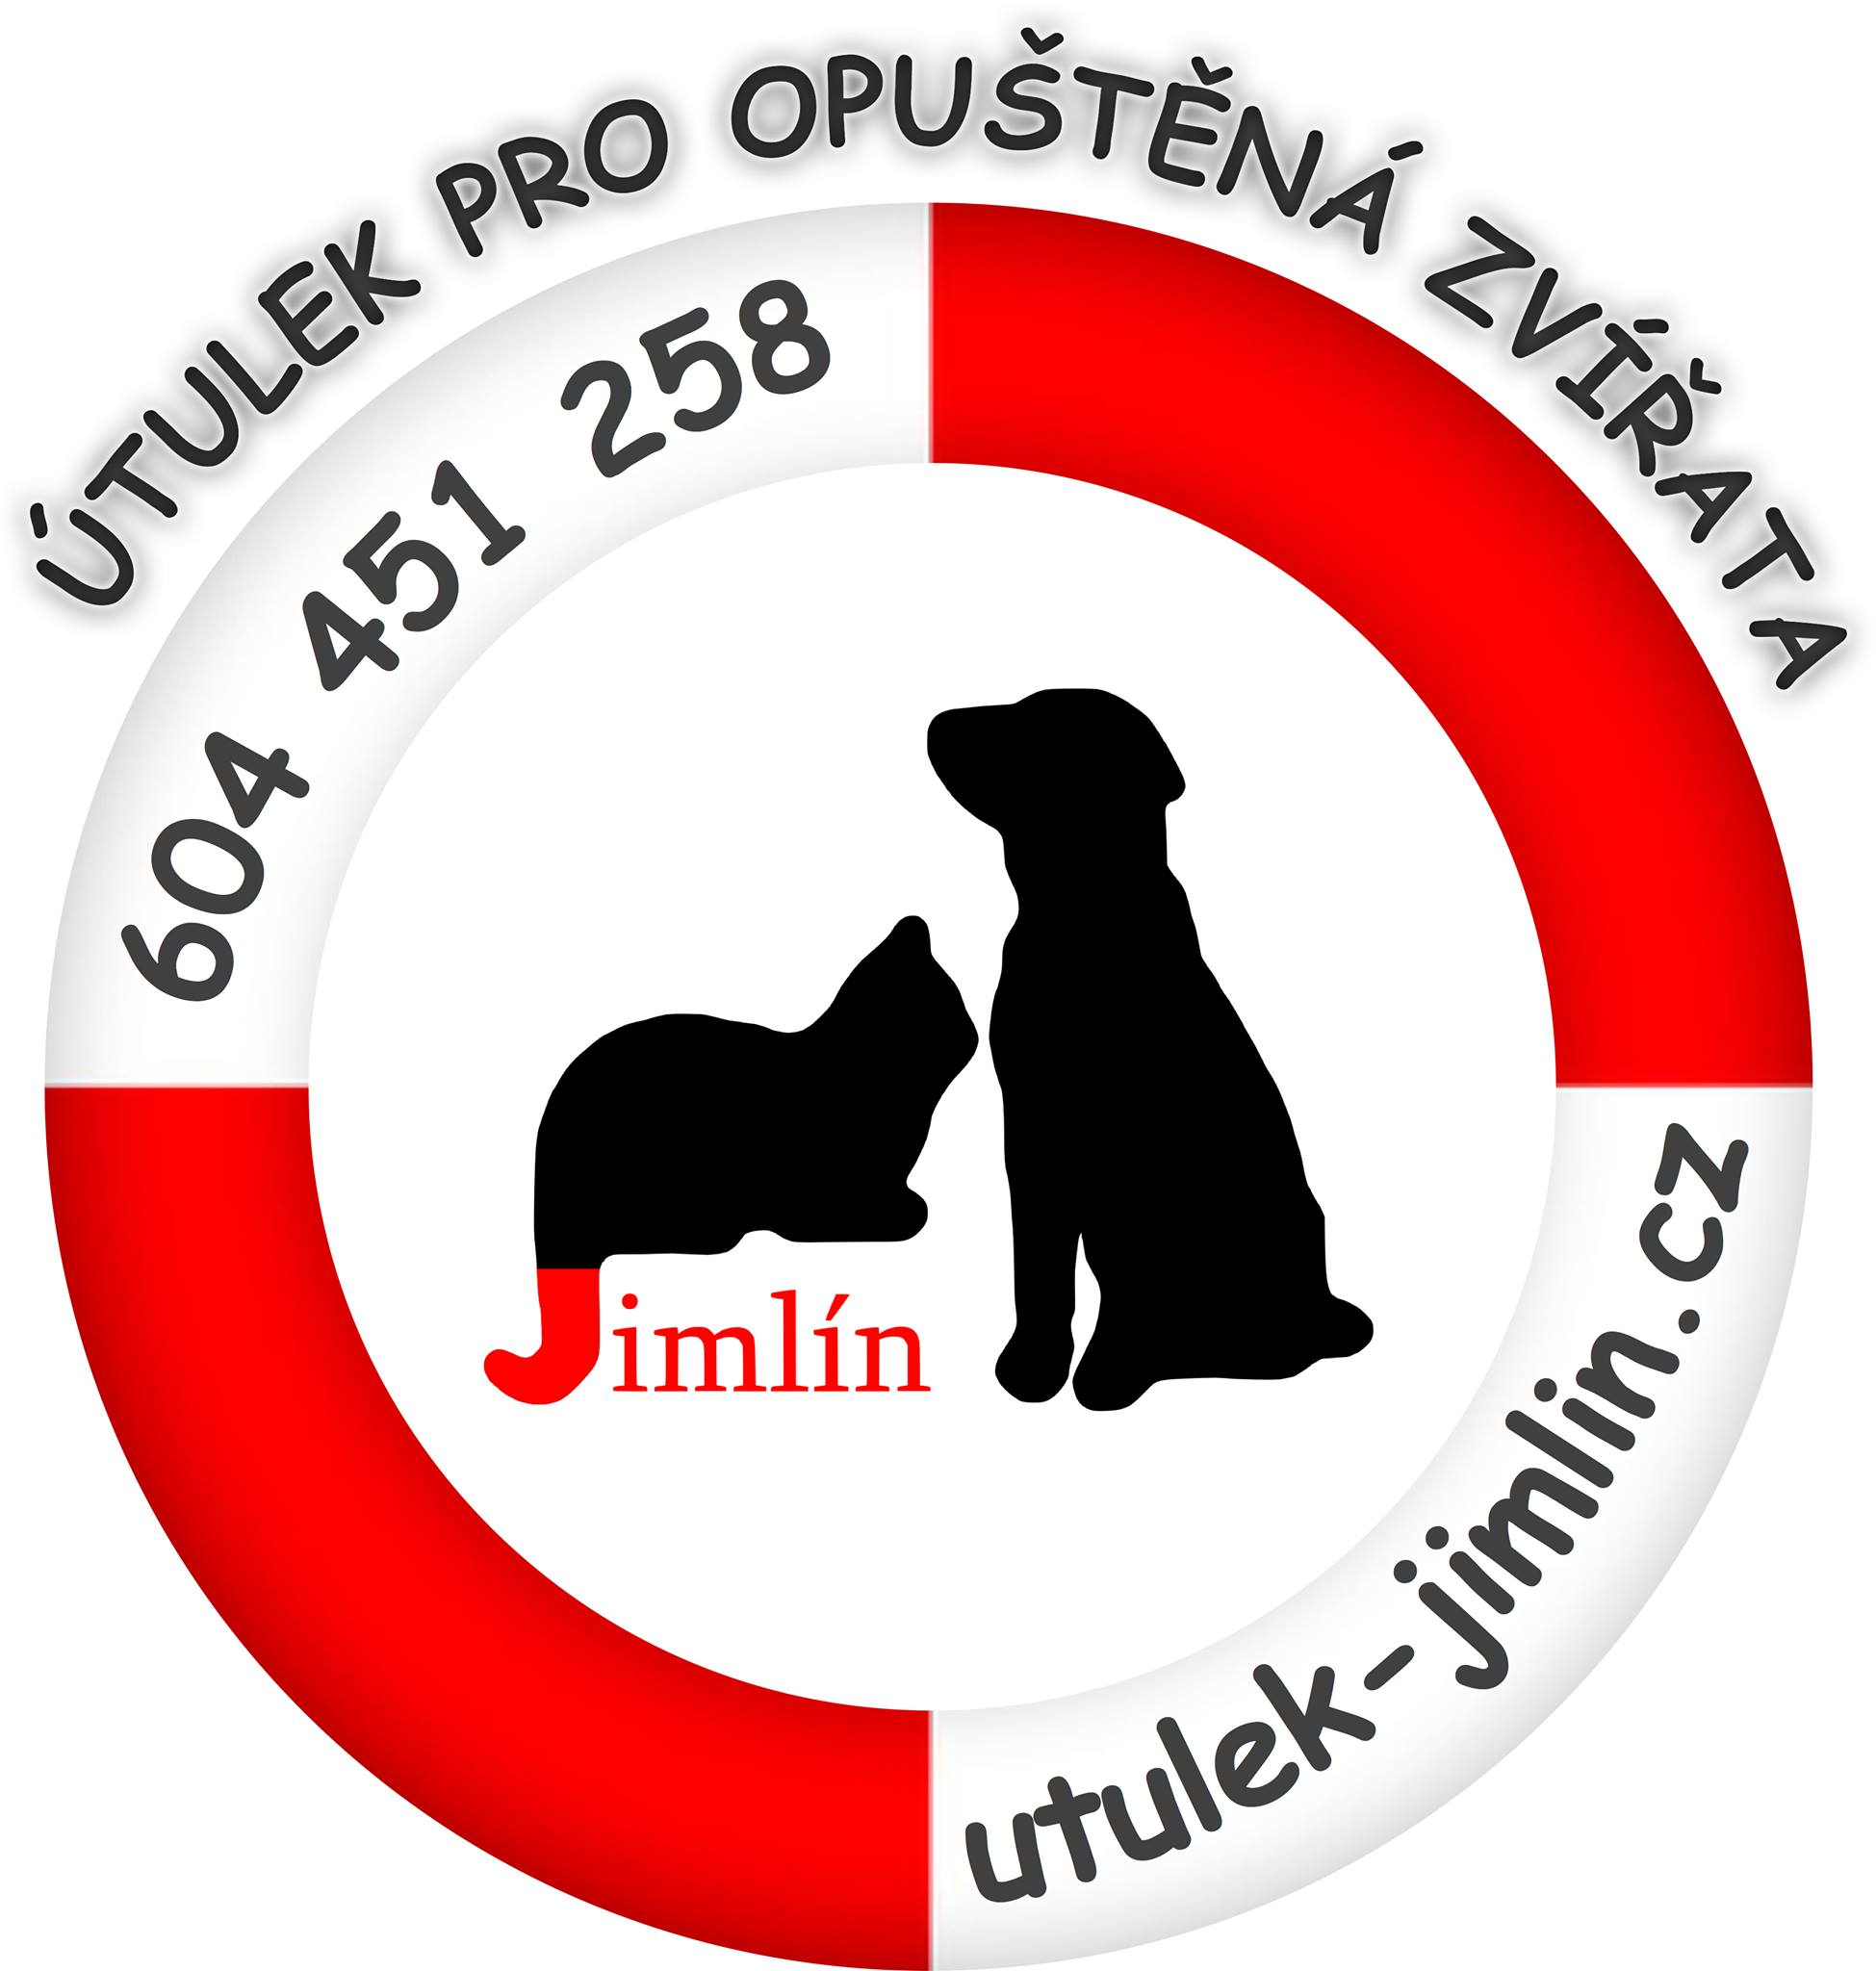 ÚTULEK PRO OPUŠTĚNÁ ZVÍŘATA
604 451 258
Jimlín
utulek-jimlin.cz